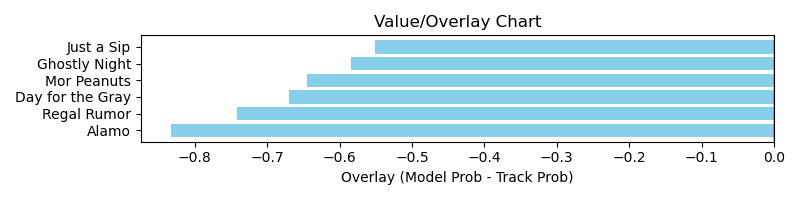 Value/Overlay Chart
Just a Sip
Ghostly Night
Mor Peanuts
Day for the Gray
Regal Rumor
Alamo
−0.8 −0.7 −0.6 −0.5 −0.4 −0.3 −0.2 −0.1 0.0
Overlay (Model Prob - Track Prob)